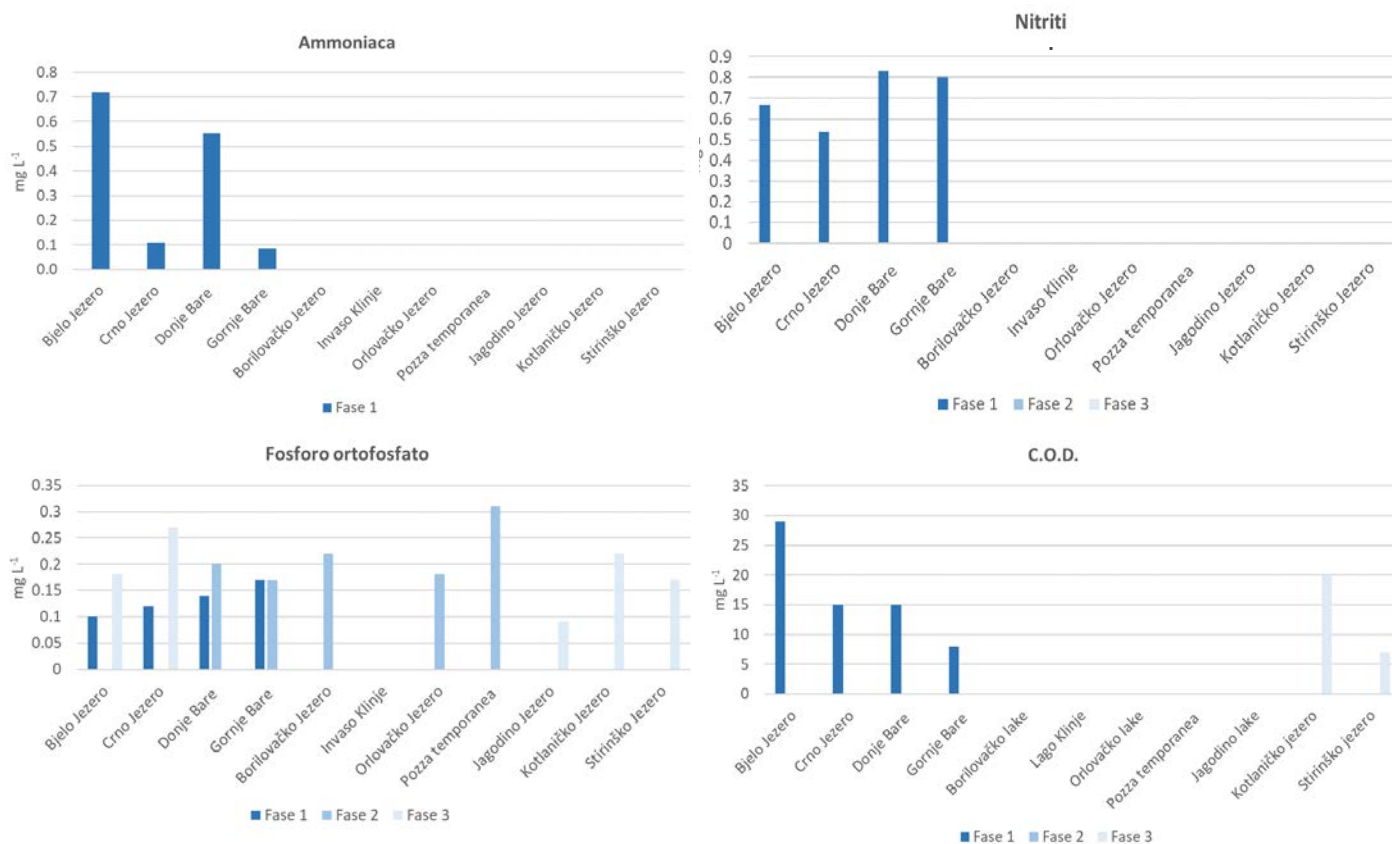 Ammoniaca
0.8
0.7
0.6
0.5
0.4
0.3
0.2
0.1
0.0
mg L-1
Bjelo Jezero
Crno Jezero
Donje Bare
Gornje Bare
Borilovačko Jezero
Invaso Klinje
Orlovačko Jezero
Pozza temporanea
Jagodino Jezero
Kotlaničko Jezero
Stirinško Jezero
Fase 1
Nitriti
0.9
0.8
0.7
0.6
0.5
0.4
0.3
0.2
0.1
0
Bjelo Jezero
Crno Jezero
Donje Bare
Gornje Bare
Borilovačko Jezero
Invaso Klinje
Orlovačko Jezero
Pozza temporanea
Jagodino Jezero
Kotlaničko Jezero
Stirinško Jezero
Fase 1 Fase 2 Fase 3
Fosforo ortofosfato
0.35
0.3
0.25
0.2
0.15
0.1
0.05
0
mg L-1
Bjelo Jezero
Crno Jezero
Donje Bare
Gornje Bare
Borilovačko Jezero
Invaso Klinje
Orlovačko Jezero
Pozza temporanea
Jagodino Jezero
Kotlaničko Jezero
Stirinško Jezero
Fase 1 Fase 2 Fase 3
C.O.D.
35
30
25
20
15
10
5
0
mg L-1
Bjelo Jezero
Crno Jezero
Donje Bare
Gornje Bare
Borilovačko lake
Lago Klinje
Orlovačko lake
Pozza temporanea
Jagodino lake
Kotlaničko jezero
Stirinško jezero
Fase 1 Fase 2 Fase 3